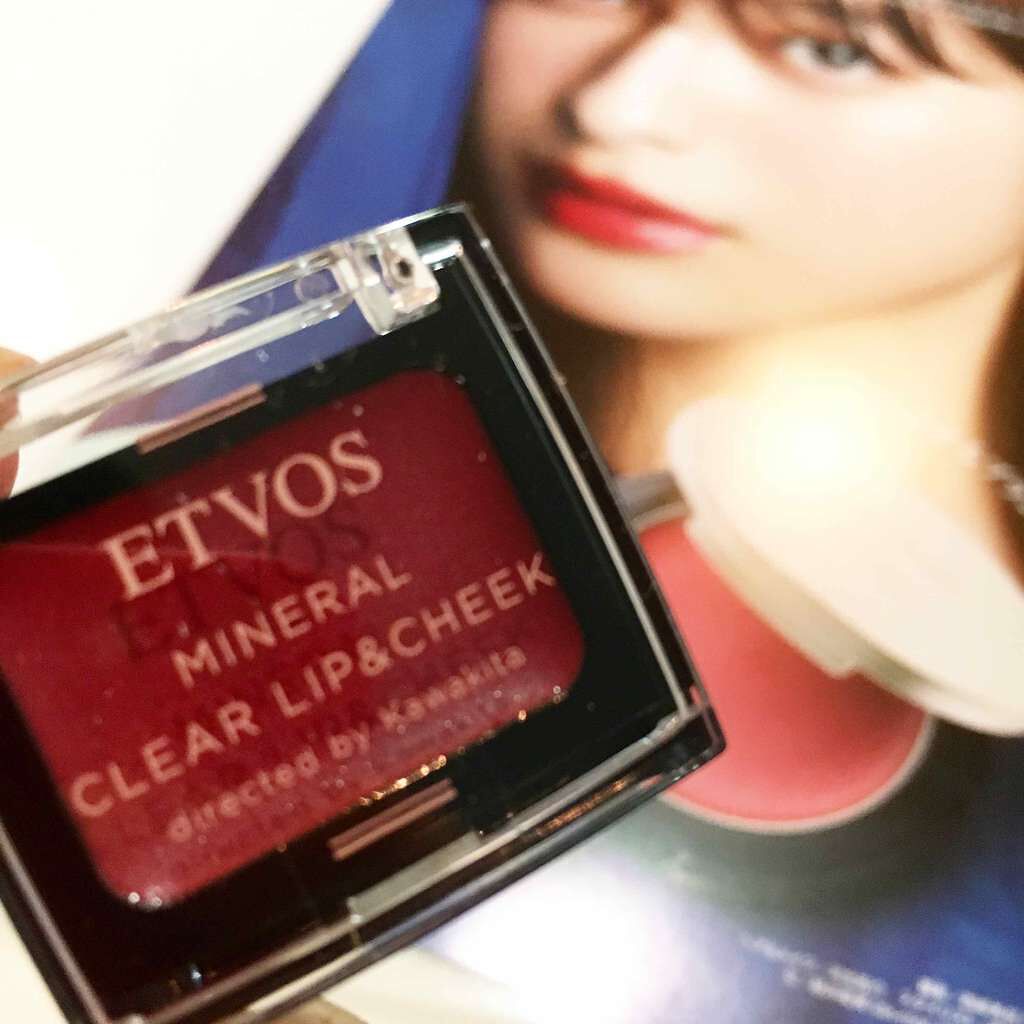 ETVOS
MINERAL
CLEAR LIP&CHEEK
directed by Kawakita